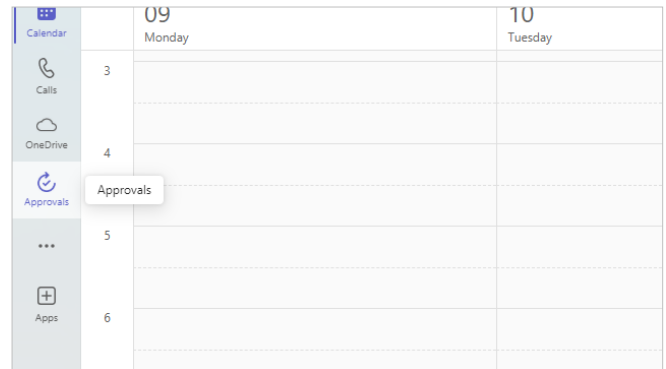 Calendar
Calls
OneDrive
Approvals
Apps
Approvals
09
Monday
10
Tuesday
3
4
5
6